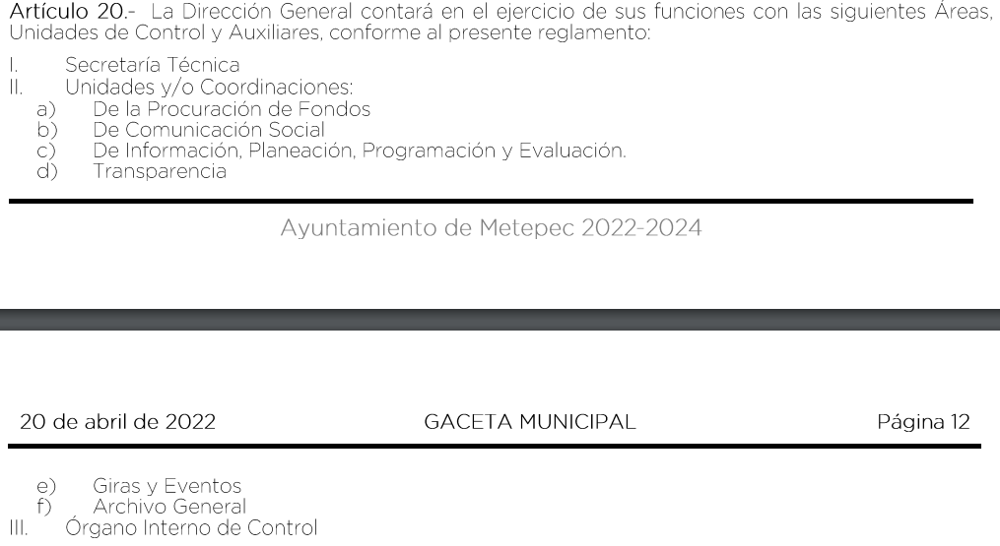 Artículo 20.- La Dirección General contará en el ejercicio de sus funciones con las siguientes Áreas,
Unidades de Control y Auxiliares, conforme al presente reglamento:
I. Secretaría Técnica
II. Unidades y/o Coordinaciones:
a) De la Procuración de Fondos
b) De Comunicación Social
c) De Información, Planeación, Programación y Evaluación.
d) Transparencia
Ayuntamiento de Metepec 2022-2024
20 de abril de 2022 GACETA MUNICIPAL Página 12
e) Giras y Eventos
f) Archivo General
III. Órgano Interno de Control